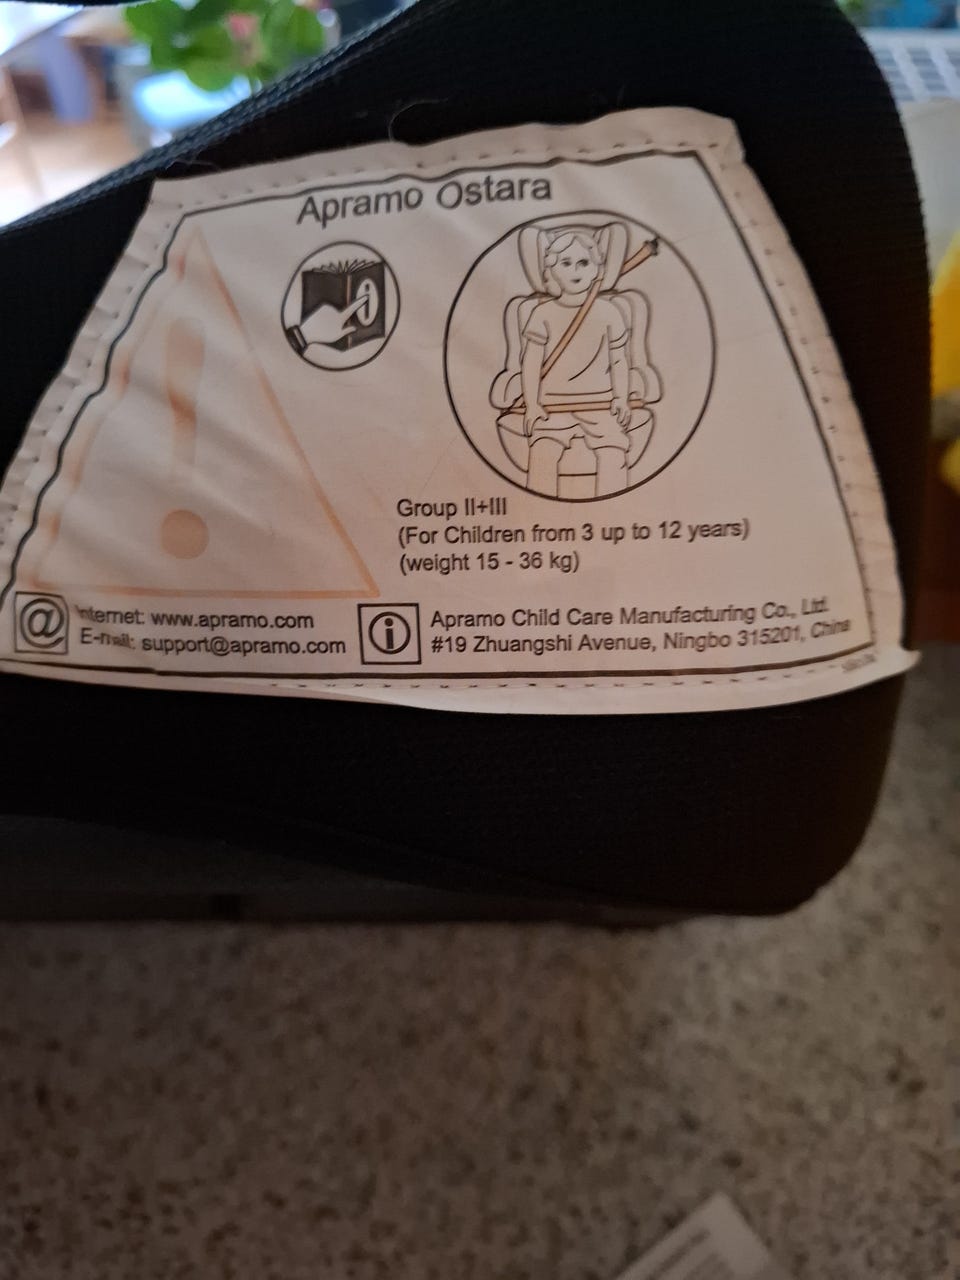 Apramo Ostara
Group II+III
(For Children from 3 up to 12 years)
(weight 15 - 36 kg)
Internet: www.apramo.com
E-mail: support@apramo.com
Apramo Child Care Manufacturing Co., Ltd.
#19 Zhuangshi Avenue, Ningbo 315201, China